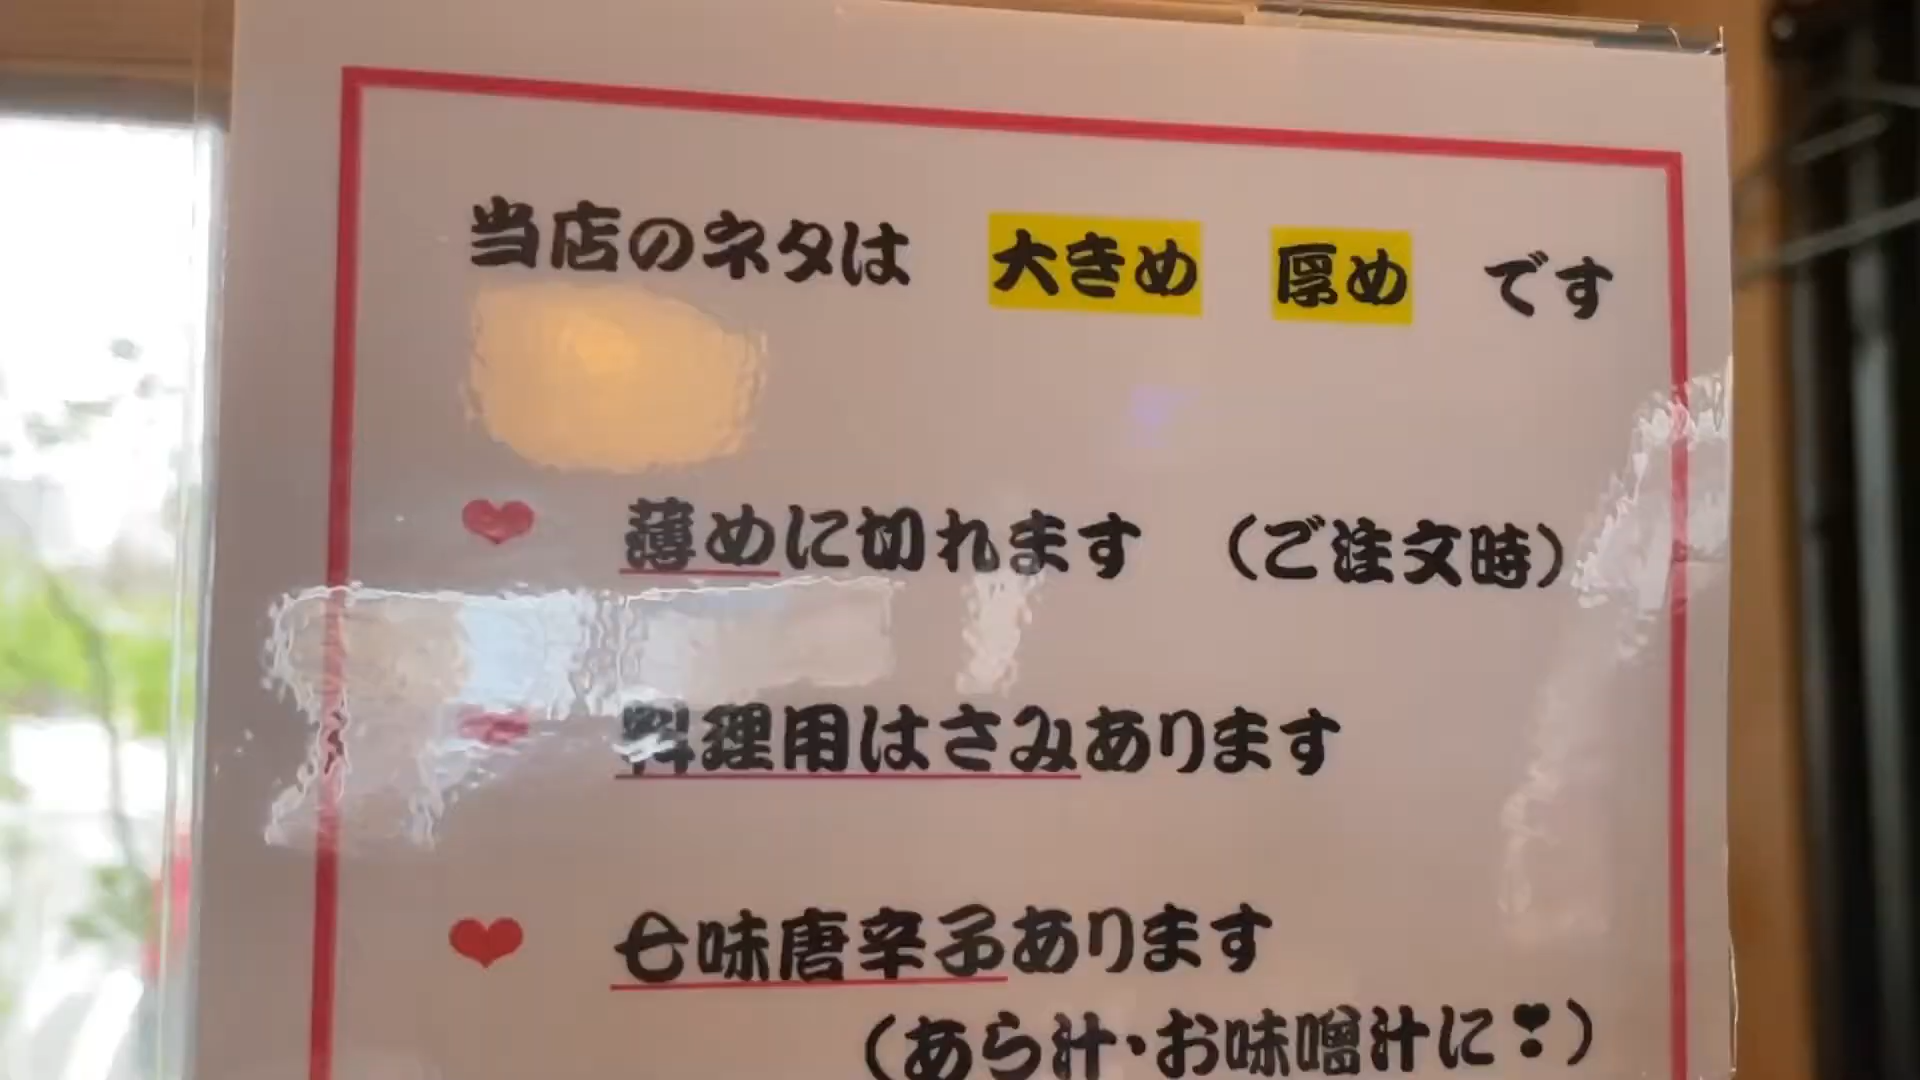 当店のネタは 大きめ 厚め です
❤ 薄めに切れます (ご注文時)
❤ 料理用はさみあります
❤ 七味唐辛子あります
(あら汁・お味噌汁に❣)